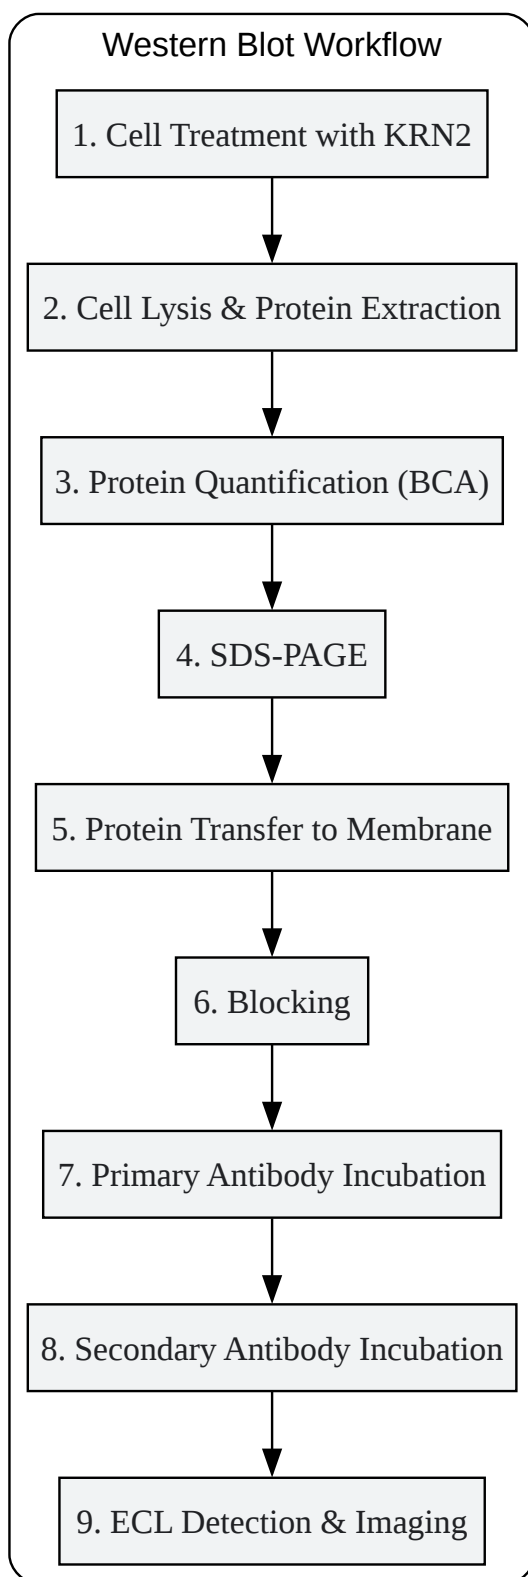 Western Blot Workflow
1. Cell Treatment with KRN2
2. Cell Lysis & Protein Extraction
3. Protein Quantification (BCA)
4. SDS-PAGE
5. Protein Transfer to Membrane
6. Blocking
7. Primary Antibody Incubation
8. Secondary Antibody Incubation
9. ECL Detection & Imaging